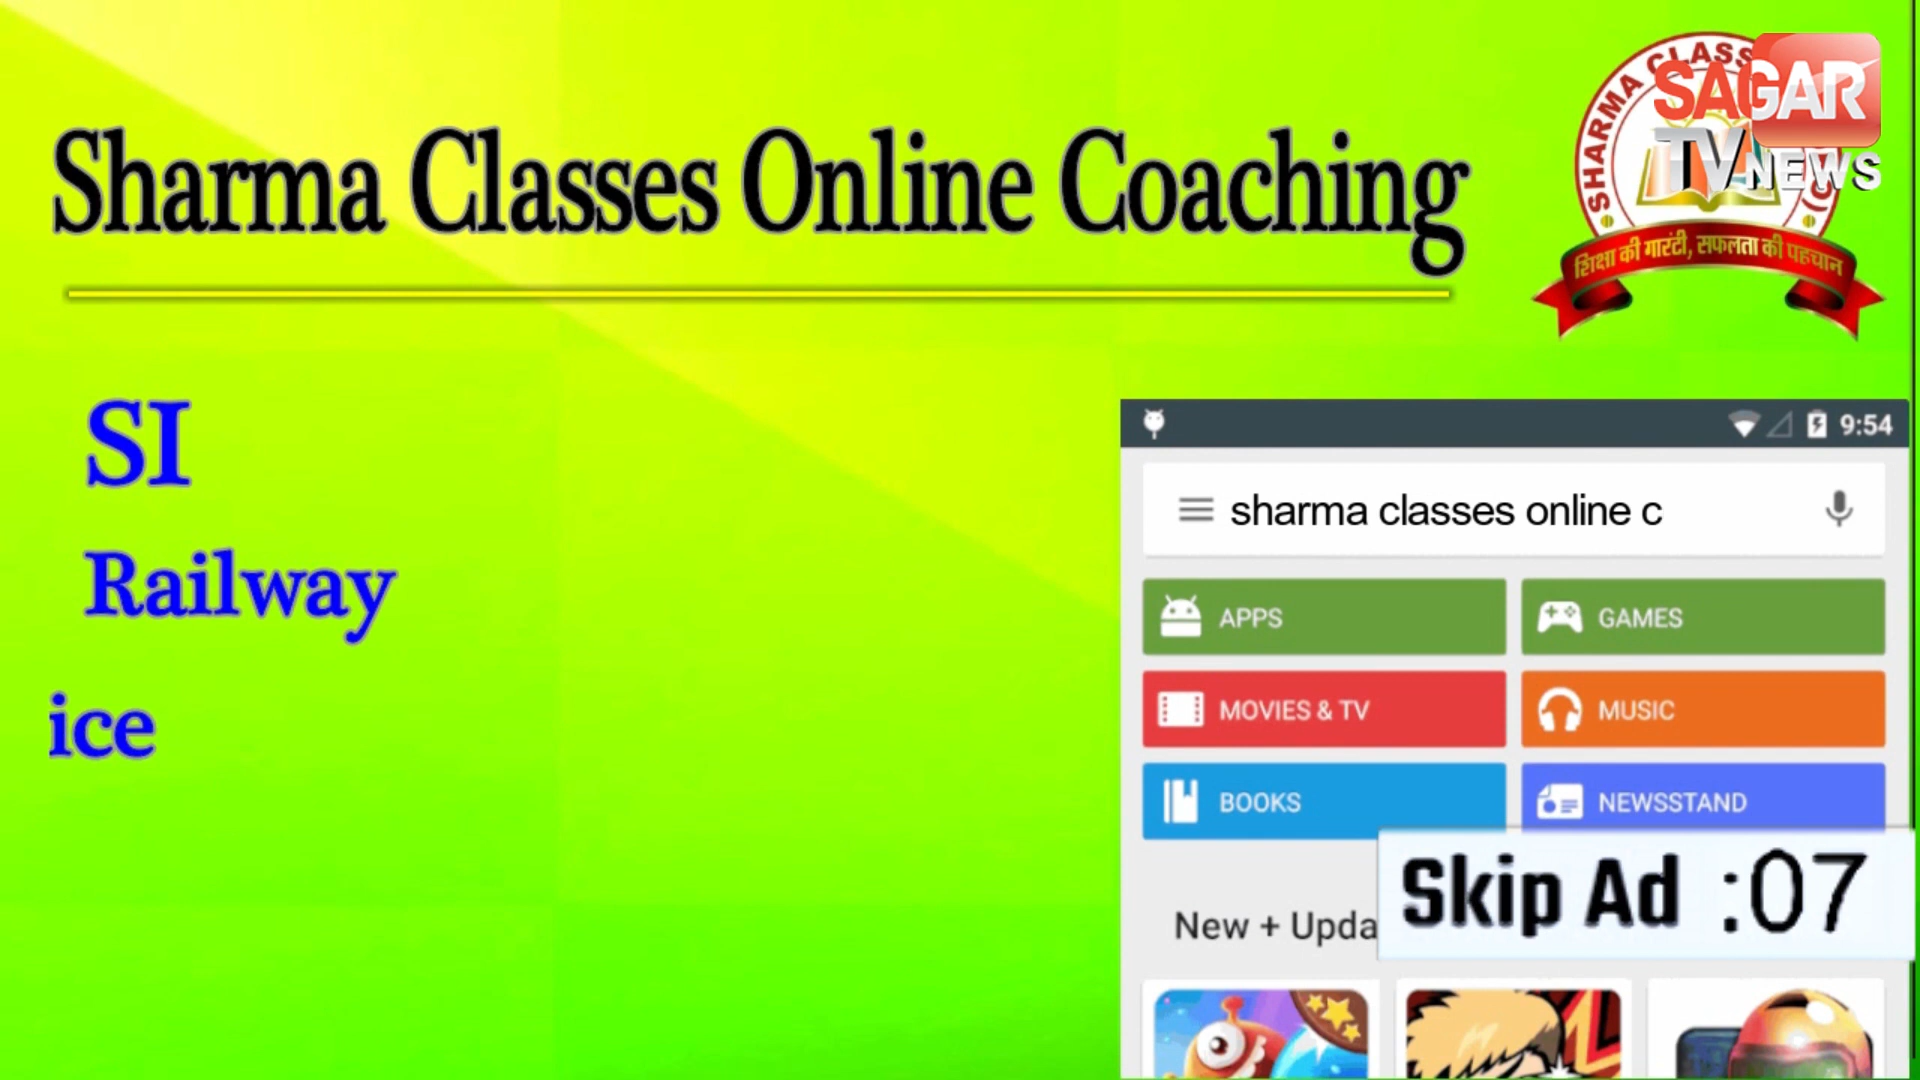 Sharma Classes Online Coaching
SHARMA CLASS
SAGAR
TV NEWS
शिक्षा की गारंटी, सफलता की पहचान
SI
Railway
ice
9:54
sharma classes online c
APPS
GAMES
MOVIES & TV
MUSIC
BOOKS
NEWSSTAND
New + Upda
Skip Ad :07